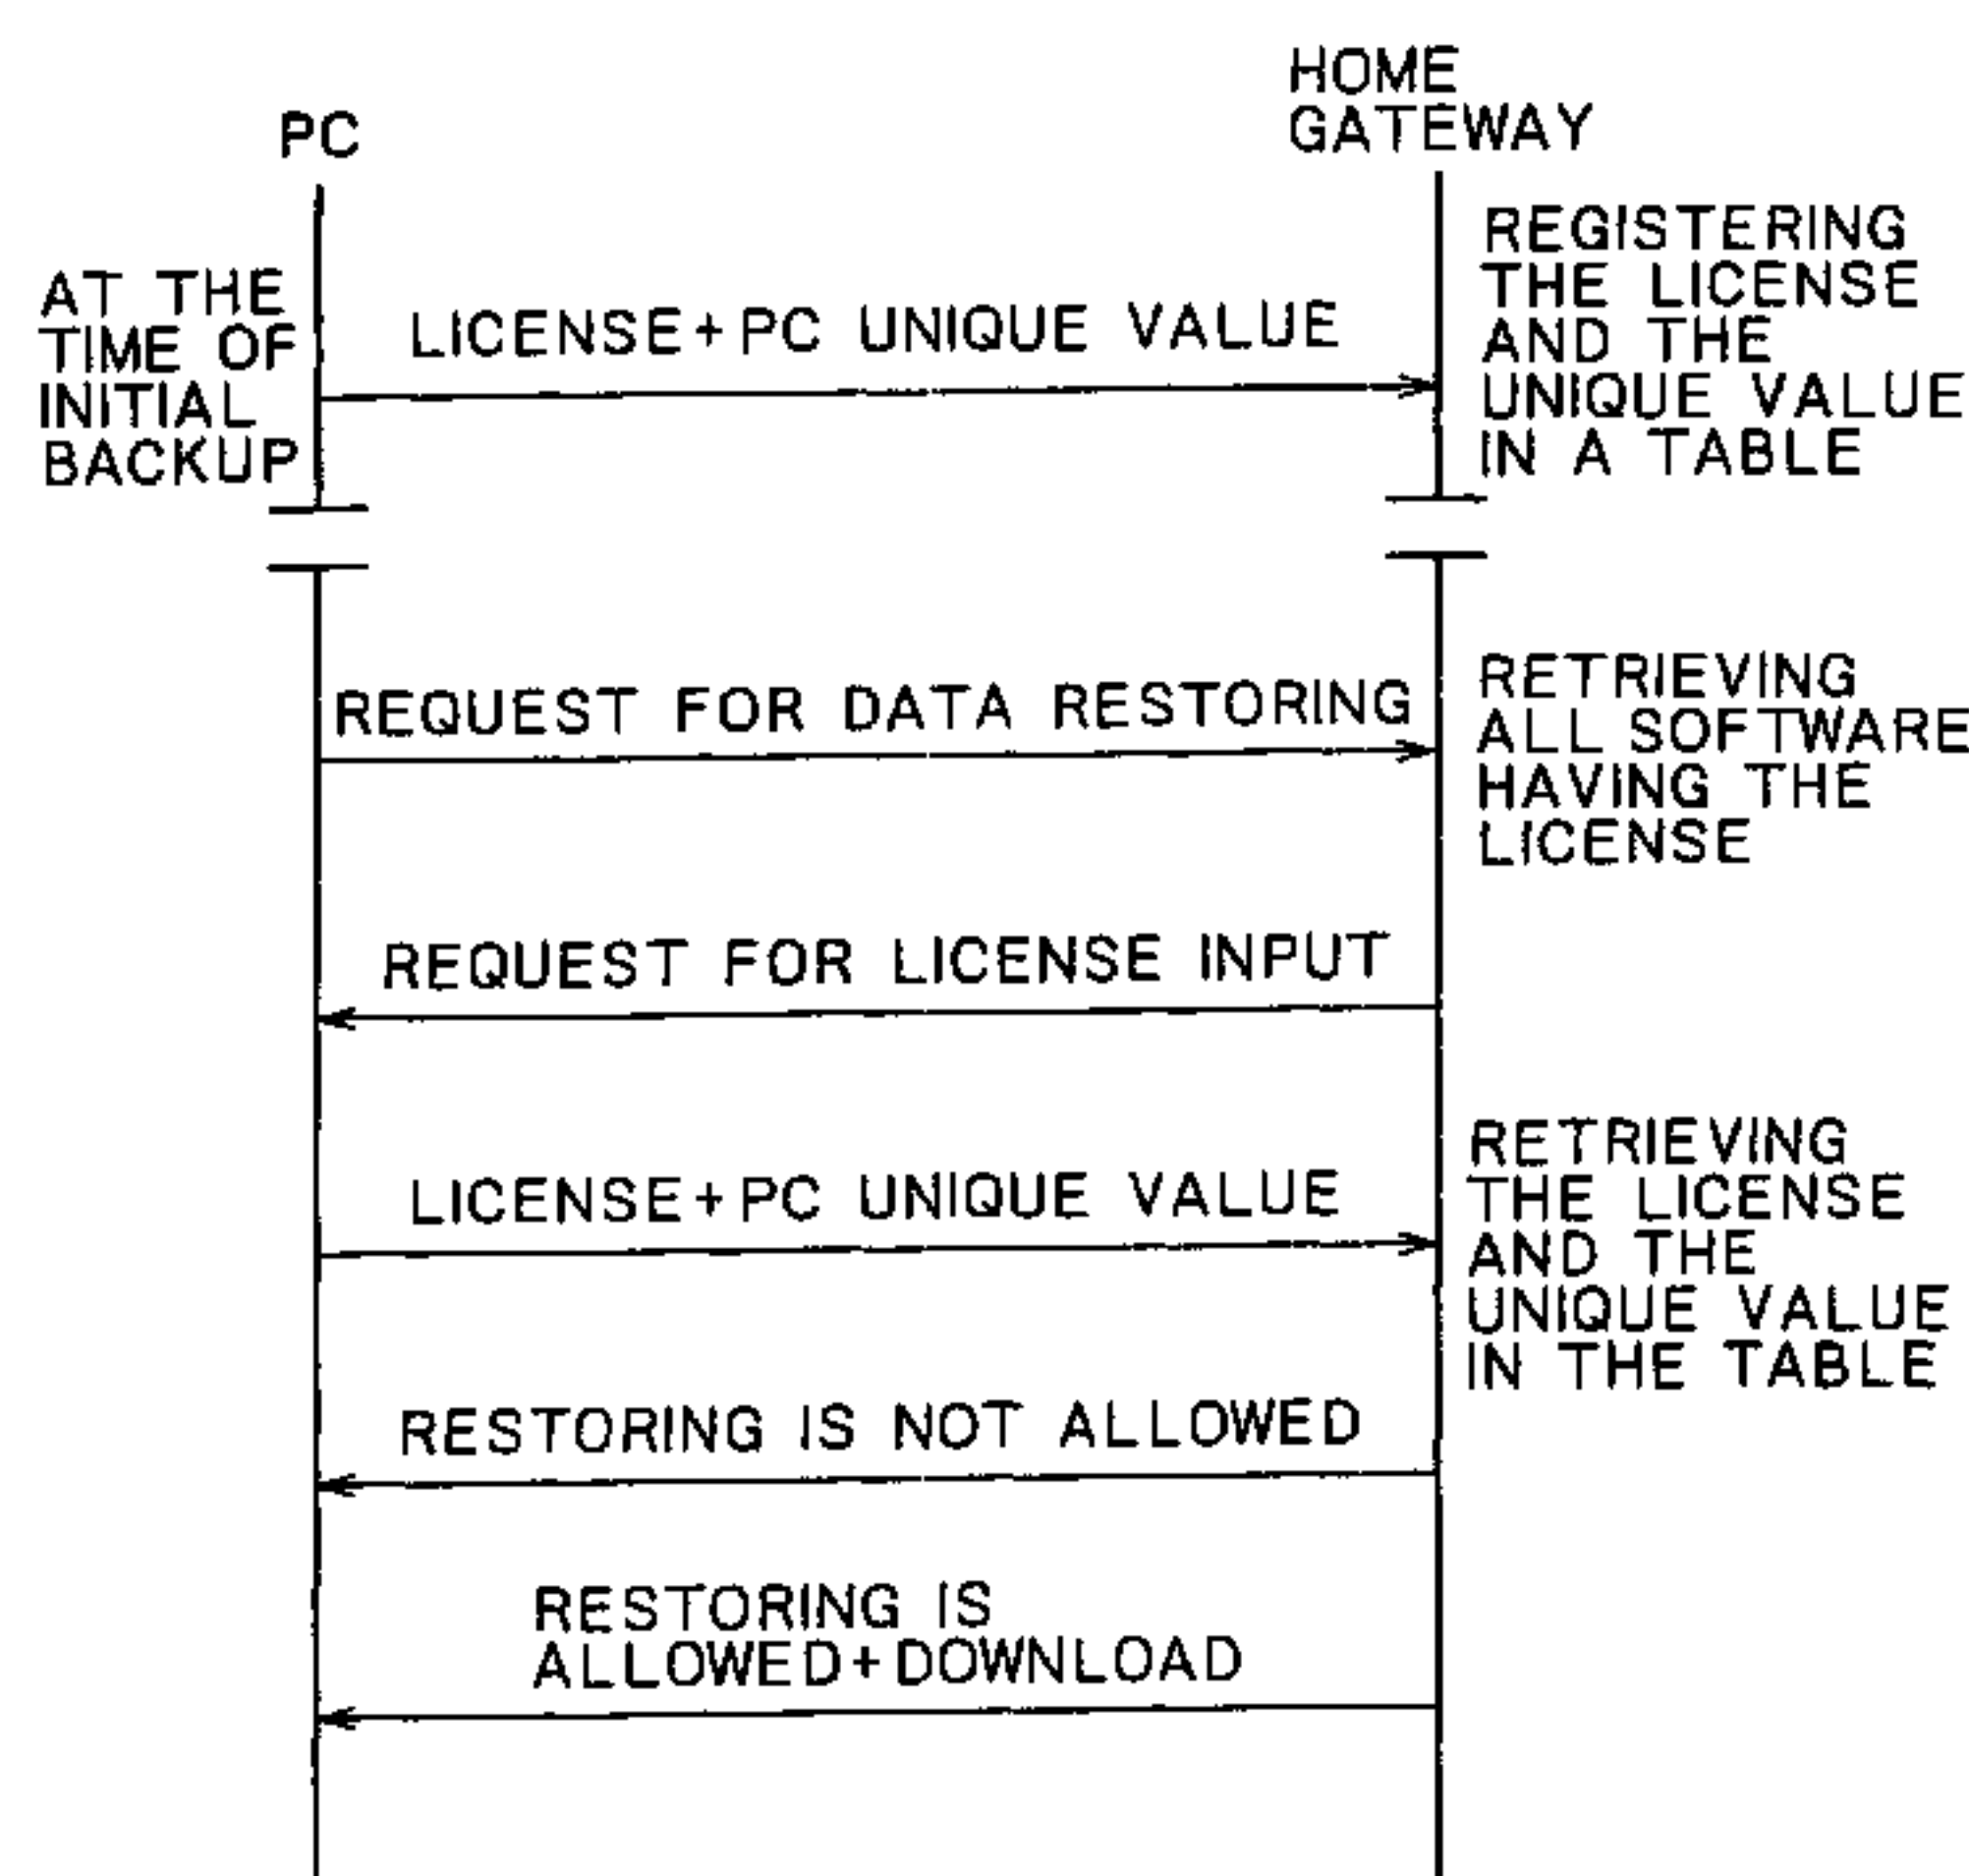 HOME
GATEWAY
PC
REGISTERING
THE LICENSE
AND THE
UNIQUE VALUE
IN A TABLE
AT THE
TIME OF
INITIAL
BACKUP
LICENSE+PC UNIQUE VALUE
REQUEST FOR DATA RESTORING
RETRIEVING
ALL SOFTWARE
HAVING THE
LICENSE
REQUEST FOR LICENSE INPUT
LICENSE+PC UNIQUE VALUE
RETRIEVING
THE LICENSE
AND THE
UNIQUE VALUE
IN THE TABLE
RESTORING IS NOT ALLOWED
RESTORING IS
ALLOWED+DOWNLOAD